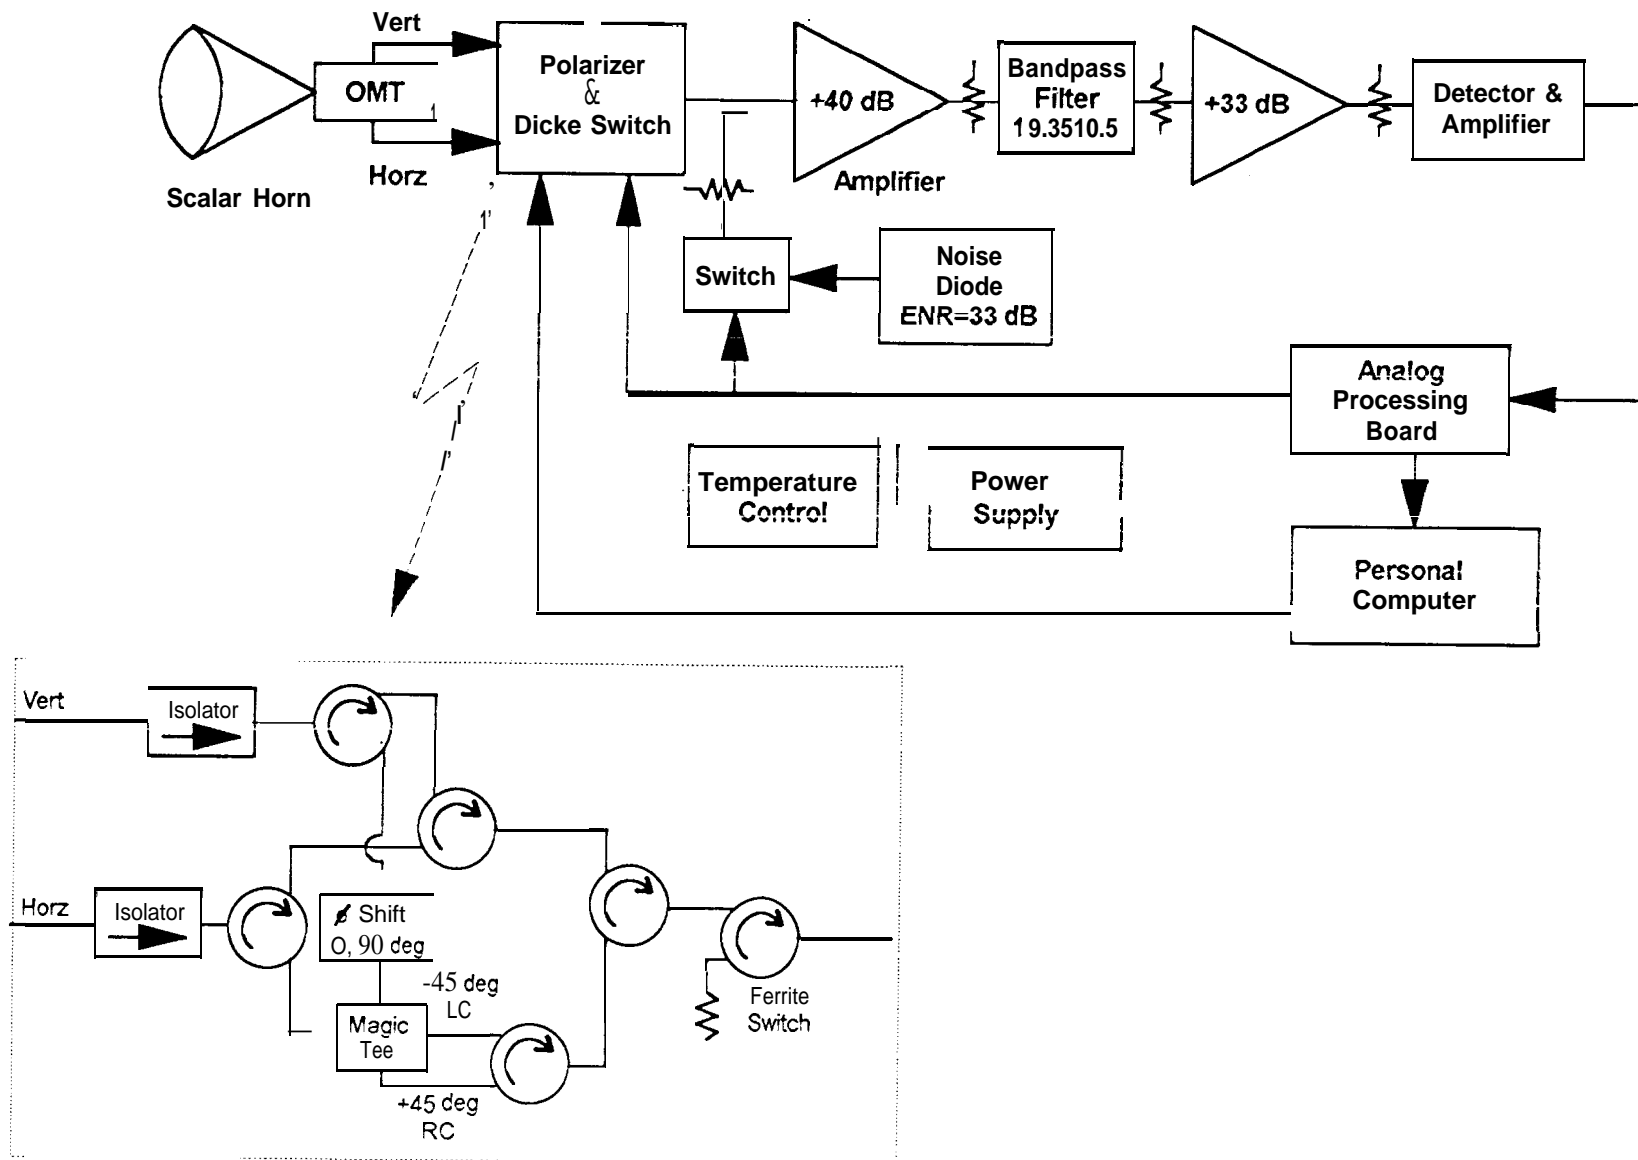 Vert
OMT
Horz
Scalar Horn
Polarizer
&
Dicke Switch
+40 dB
Amplifier
Bandpass
Filter
19.3510.5
+33 dB
Detector &
Amplifier
Switch
Noise
Diode
ENR=33 dB
Analog
Processing
Board
Temperature
Control
Power
Supply
Personal
Computer
Vert
Isolator
Horz
Isolator
Shift
O, 90 deg
-45 deg
LC
Magic
Tee
+45 deg
RC
Ferrite
Switch